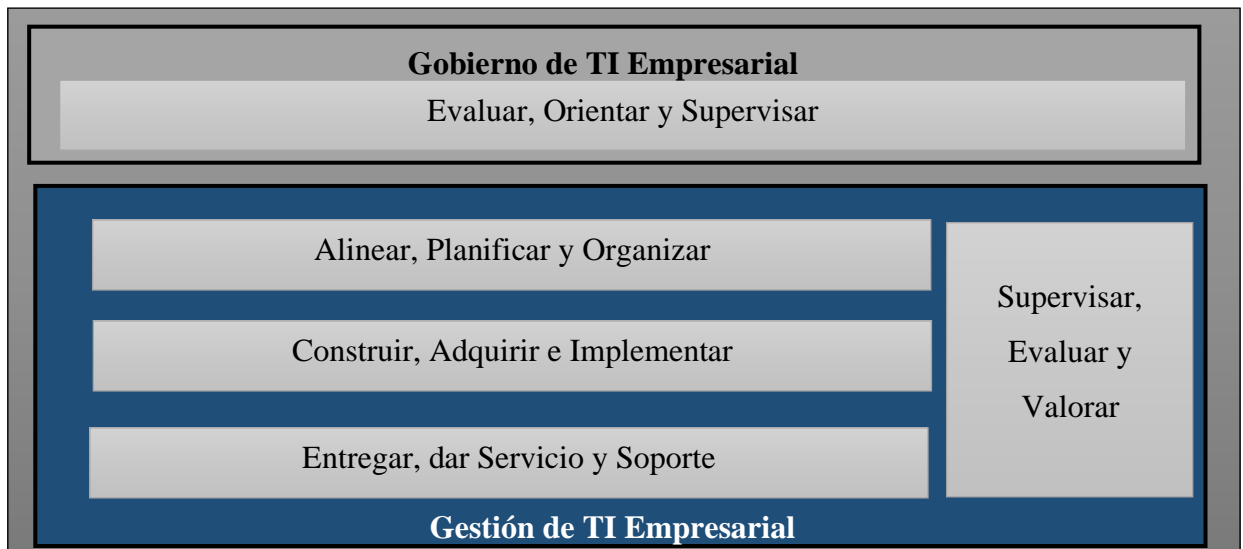 Gobierno de TI Empresarial
Evaluar, Orientar y Supervisar
Alinear, Planificar y Organizar
Construir, Adquirir e Implementar
Entregar, dar Servicio y Soporte
Supervisar,
Evaluar y
Valorar
Gestión de TI Empresarial